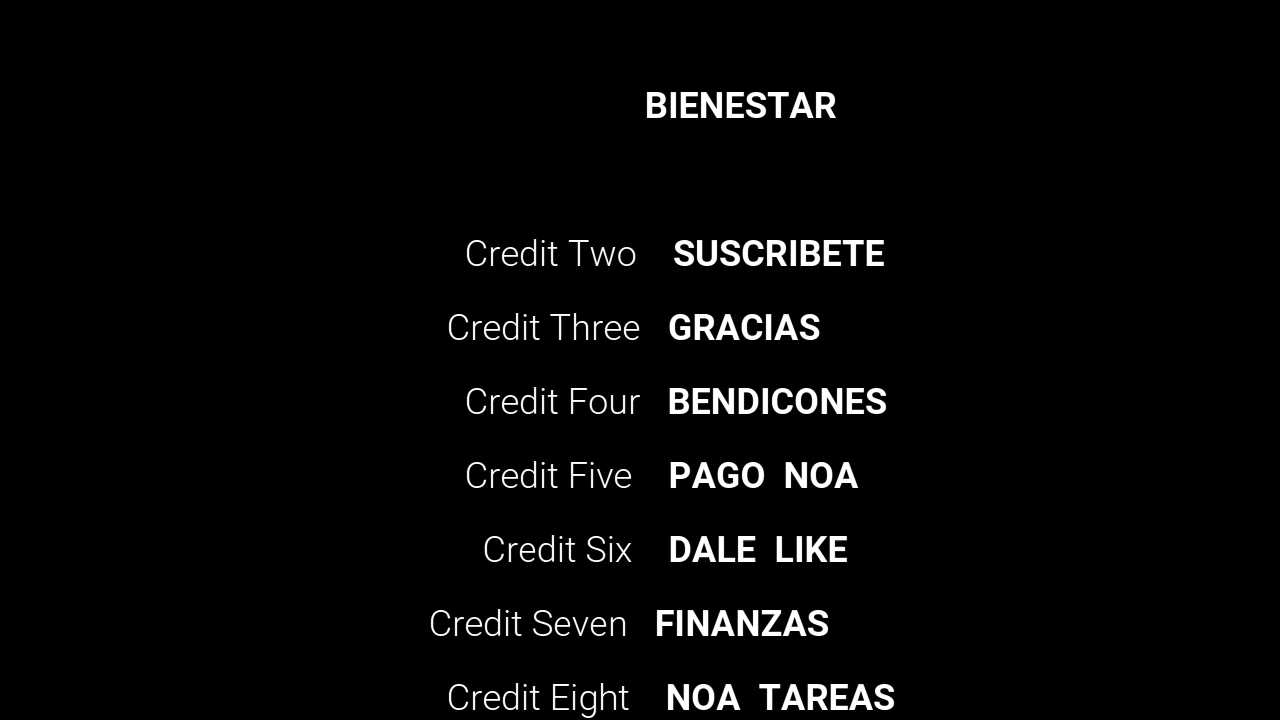 BIENESTAR
Credit Two SUSCRIBETE
Credit Three GRACIAS
Credit Four BENDICONES
Credit Five PAGO NOA
Credit Six DALE LIKE
Credit Seven FINANZAS
Credit Eight NOA TAREAS